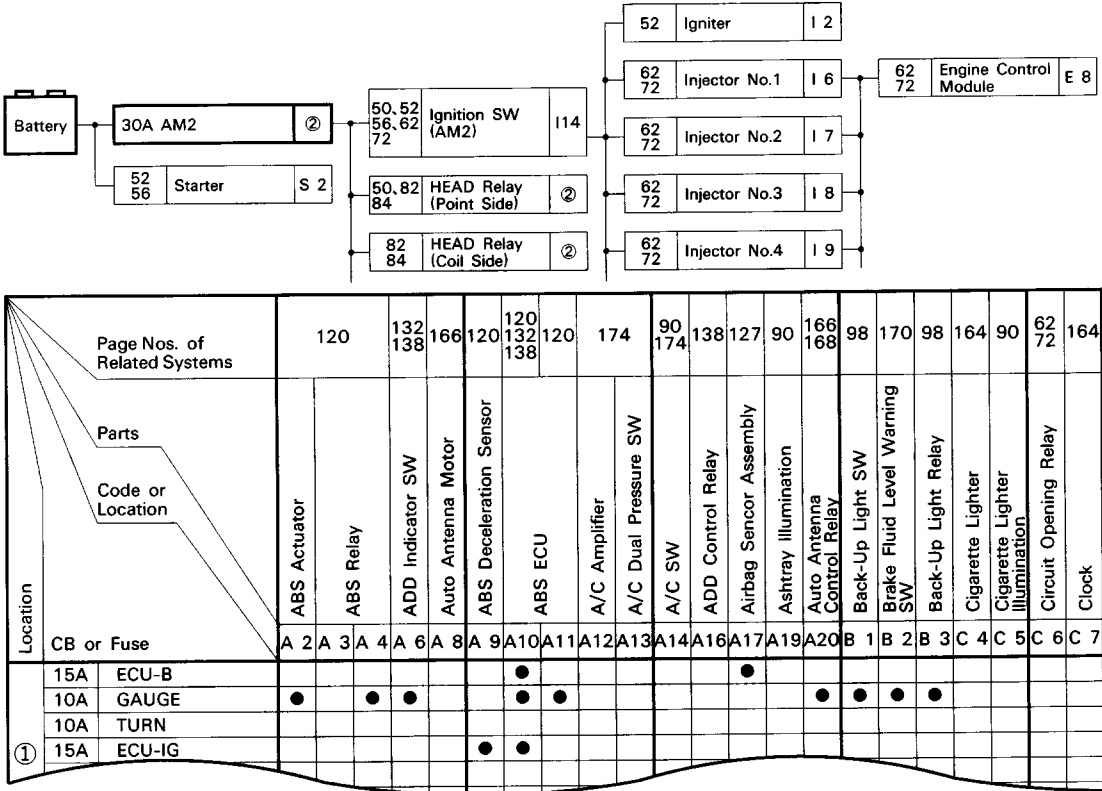 52 Igniter I 2
62 72 Injector No.1 I 6
62 72 Engine Control Module E 8
Battery
30A AM2 ②
50、52 56、62 72 Ignition SW (AM2) I14
62 72 Injector No.2 I 7
52 56 Starter S 2
50、82 84 HEAD Relay (Point Side) ②
62 72 Injector No.3 I 8
82 84 HEAD Relay (Coil Side) ②
62 72 Injector No.4 I 9
Page Nos. of
Related Systems
120 132 138 166 120 120 132 138 120 174 90 174 138 127 90 166 168 98 170 98 164 90 62 72 164
Parts
Code or
Location
ABS Actuator
ABS Relay
ADD Indicator SW
Auto Antenna Motor
ABS Deceleration Sensor
ABS ECU
A/C Amplifier
A/C Dual Pressure SW
A/C SW
ADD Control Relay
Airbag Sencor Assembly
Ashtray Illumination
Auto Antenna
Control Relay
Back-Up Light SW
Brake Fluid Level Warning
SW
Back-Up Light Relay
Cigarette Lighter
Cigarette Lighter
Illumination
Circuit Opening Relay
Clock
Location
CB or Fuse A 2 A 3 A 4 A 6 A 8 A 9 A10 A11 A12 A13 A14 A16 A17 A19 A20 B 1 B 2 B 3 C 4 C 5 C 6 C 7
15A ECU-B ● ●
10A GAUGE ● ● ● ● ● ● ● ● ●
10A TURN
① 15A ECU-IG ● ●